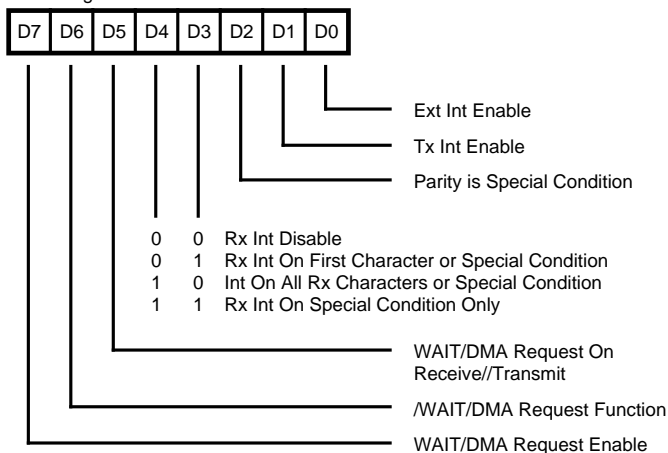 D7 D6 D5 D4 D3 D2 D1 D0
Ext Int Enable
Tx Int Enable
Parity is Special Condition
0 0 Rx Int Disable
0 1 Rx Int On First Character or Special Condition
1 0 Int On All Rx Characters or Special Condition
1 1 Rx Int On Special Condition Only
WAIT/DMA Request On
Receive//Transmit
/WAIT/DMA Request Function
WAIT/DMA Request Enable